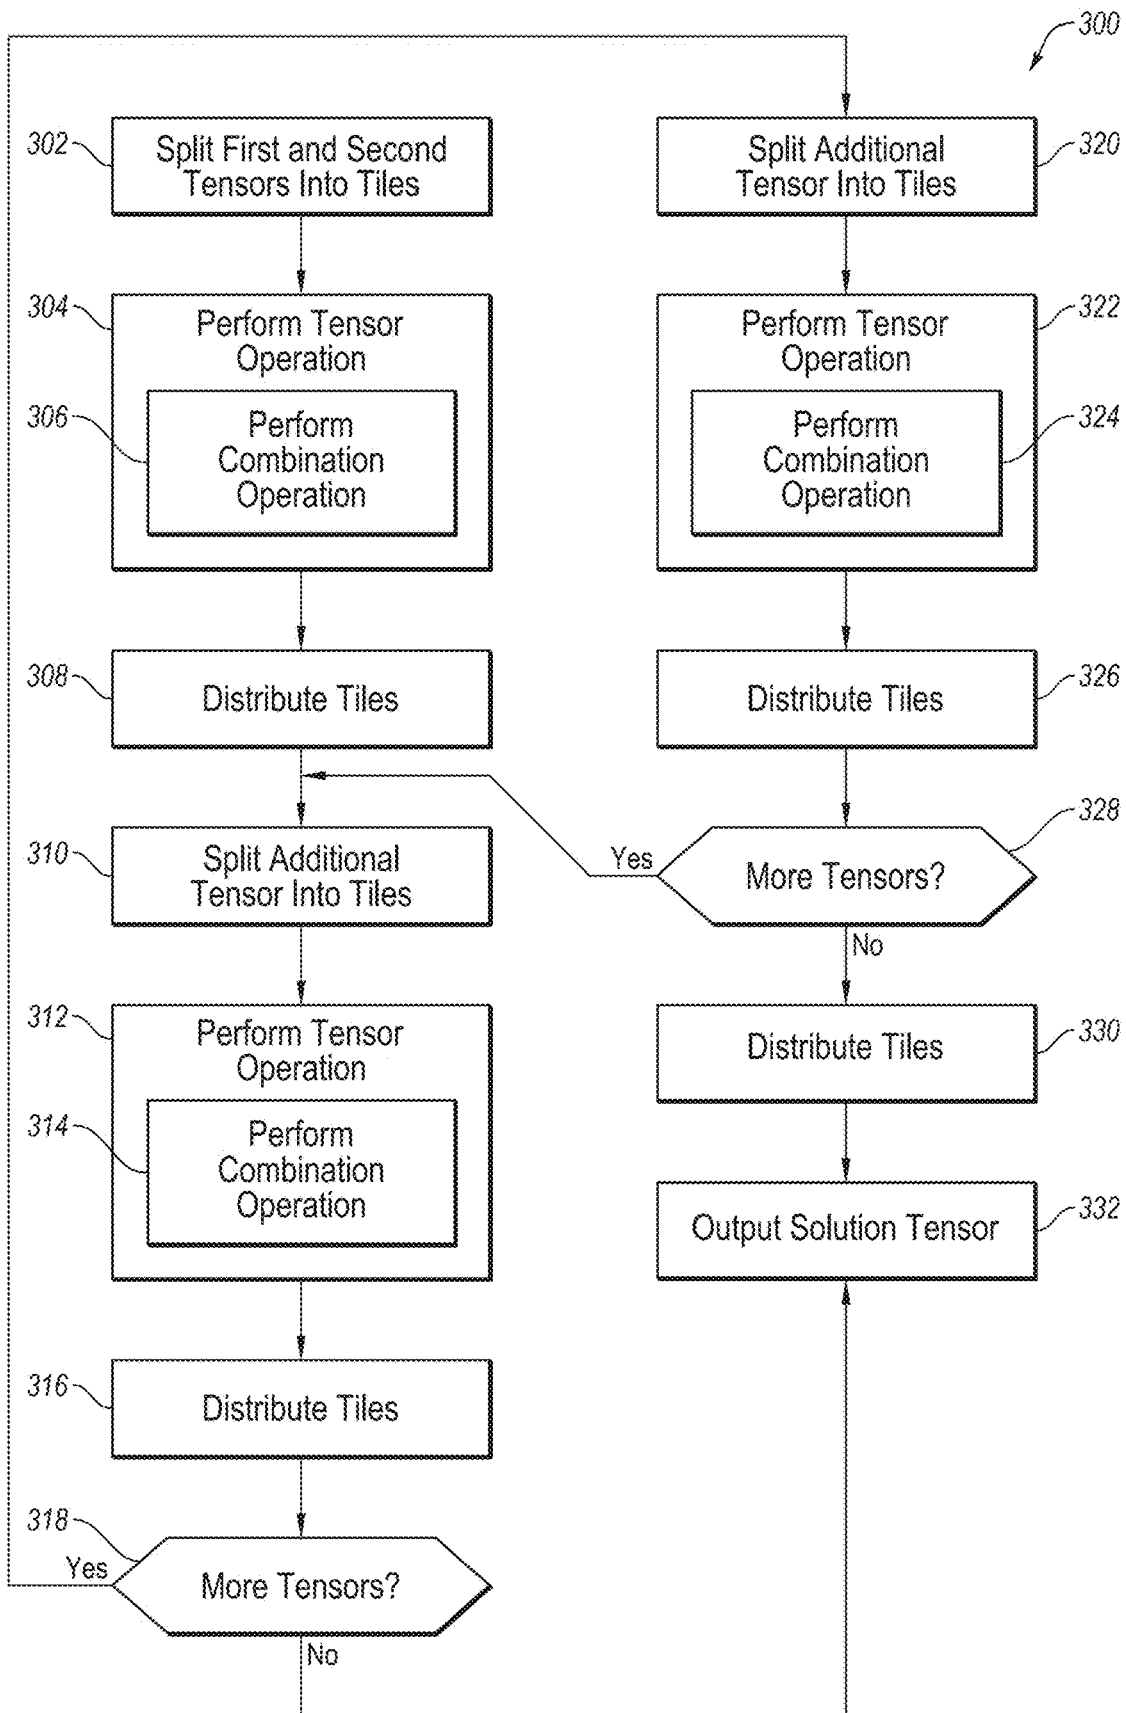 300
302
Split First and Second
Tensors Into Tiles
304
Perform Tensor
Operation
306
Perform
Combination
Operation
308
Distribute Tiles
310
Split Additional
Tensor Into Tiles
312
Perform Tensor
Operation
314
Perform
Combination
Operation
316
Distribute Tiles
318
Yes
More Tensors?
No
Split Additional
Tensor Into Tiles
320
Perform Tensor
Operation
322
Perform
Combination
Operation
324
Distribute Tiles
326
328
Yes
More Tensors?
No
Distribute Tiles
330
Output Solution Tensor
332